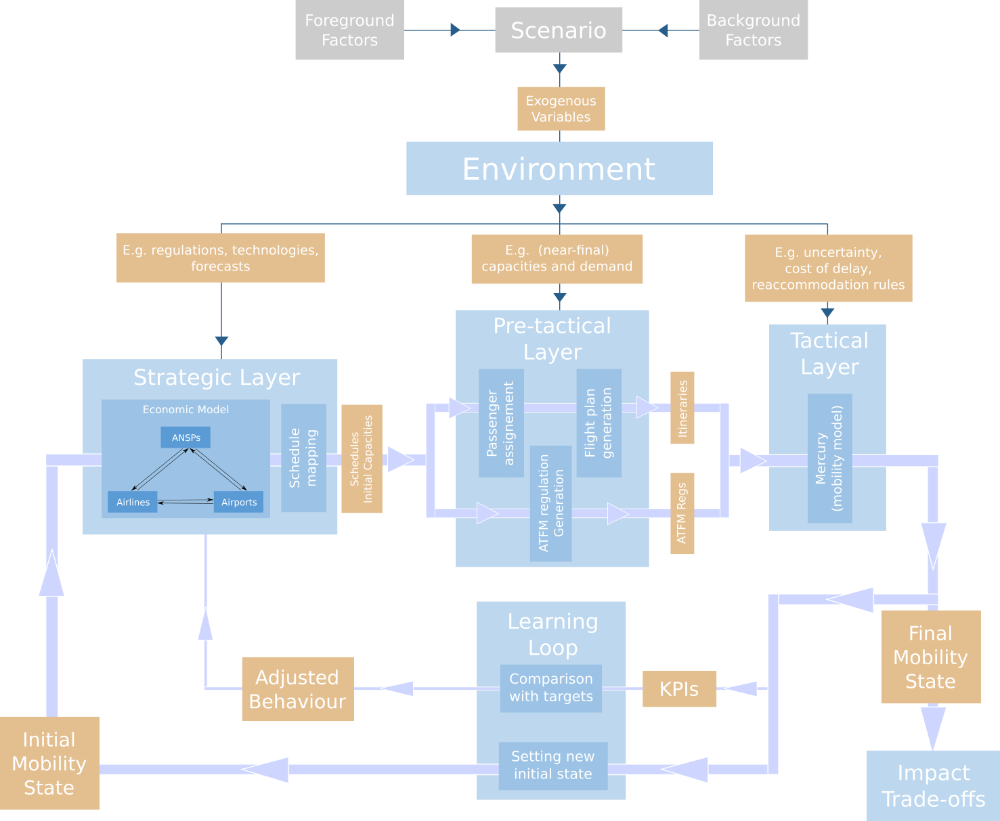 Foreground
Factors
Scenario
Background
Factors
Exogenous
Variables
Environment
E.g. regulations, technologies,
forecasts
E.g.  (near-final)
capacities and demand
E.g. uncertainty,
cost of delay,
reaccommodation rules
Strategic Layer
Economic Model
ANSPs
Airlines
Airports
Schedule
mapping
Schedules
Initial Capacities
Pre-tactical
Layer
Passenger
assignement
Flight plan
generation
ATFM regulation
Generation
Itineraries
ATFM Regs
Tactical
Layer
Mercury
(mobility model)
Learning
Loop
Comparison
with targets
Setting new
initial state
KPIs
Adjusted
Behaviour
Initial
Mobility
State
Final
Mobility
State
Impact
Trade-offs